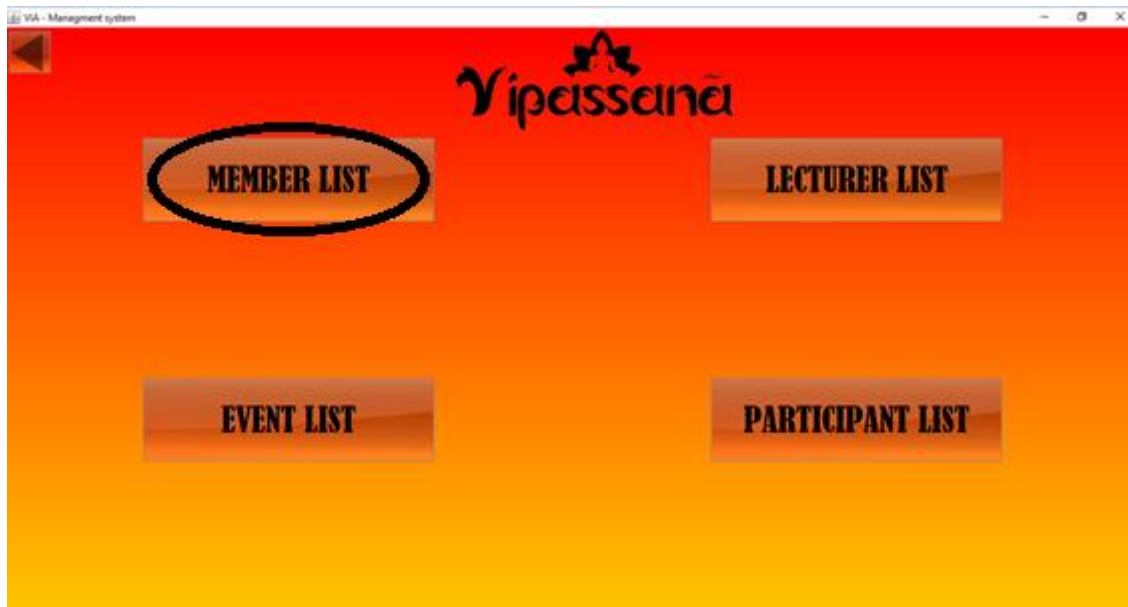 VIA - Managment system
Vipassanā
MEMBER LIST
LECTURER LIST
EVENT LIST
PARTICIPANT LIST